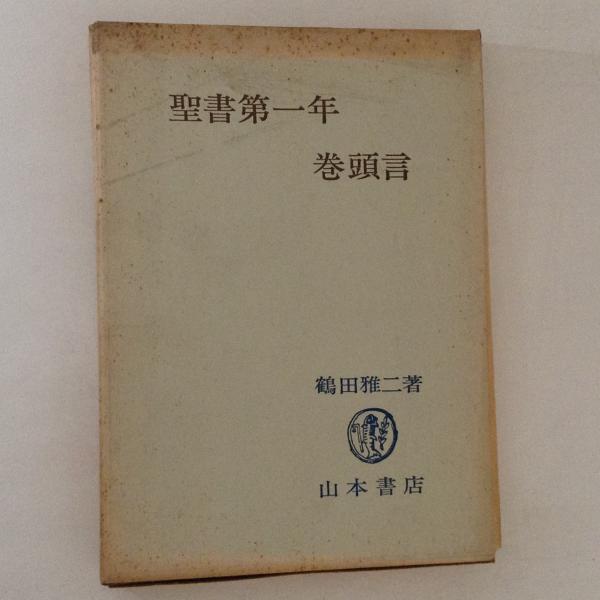 聖書第一年
巻頭言
鶴田雅二著
山本書店